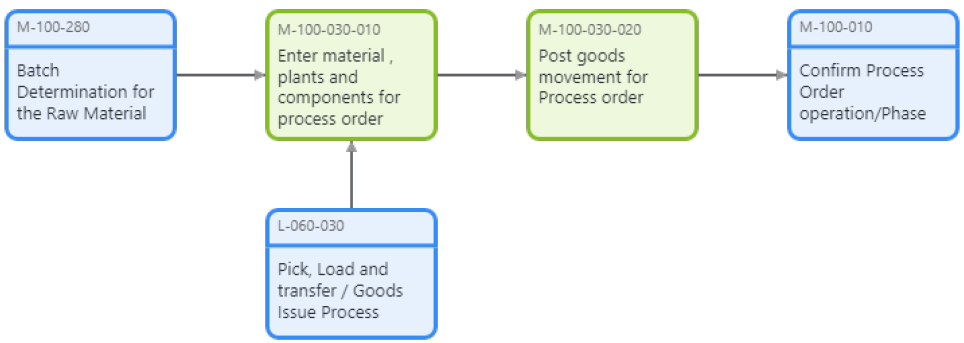 M-100-280
Batch
Determination for
the Raw Material
M-100-030-010
Enter material ,
plants and
components for
process order
M-100-030-020
Post goods
movement for
Process order
M-100-010
Confirm Process
Order
operation/Phase
L-060-030
Pick, Load and
transfer / Goods
Issue Process